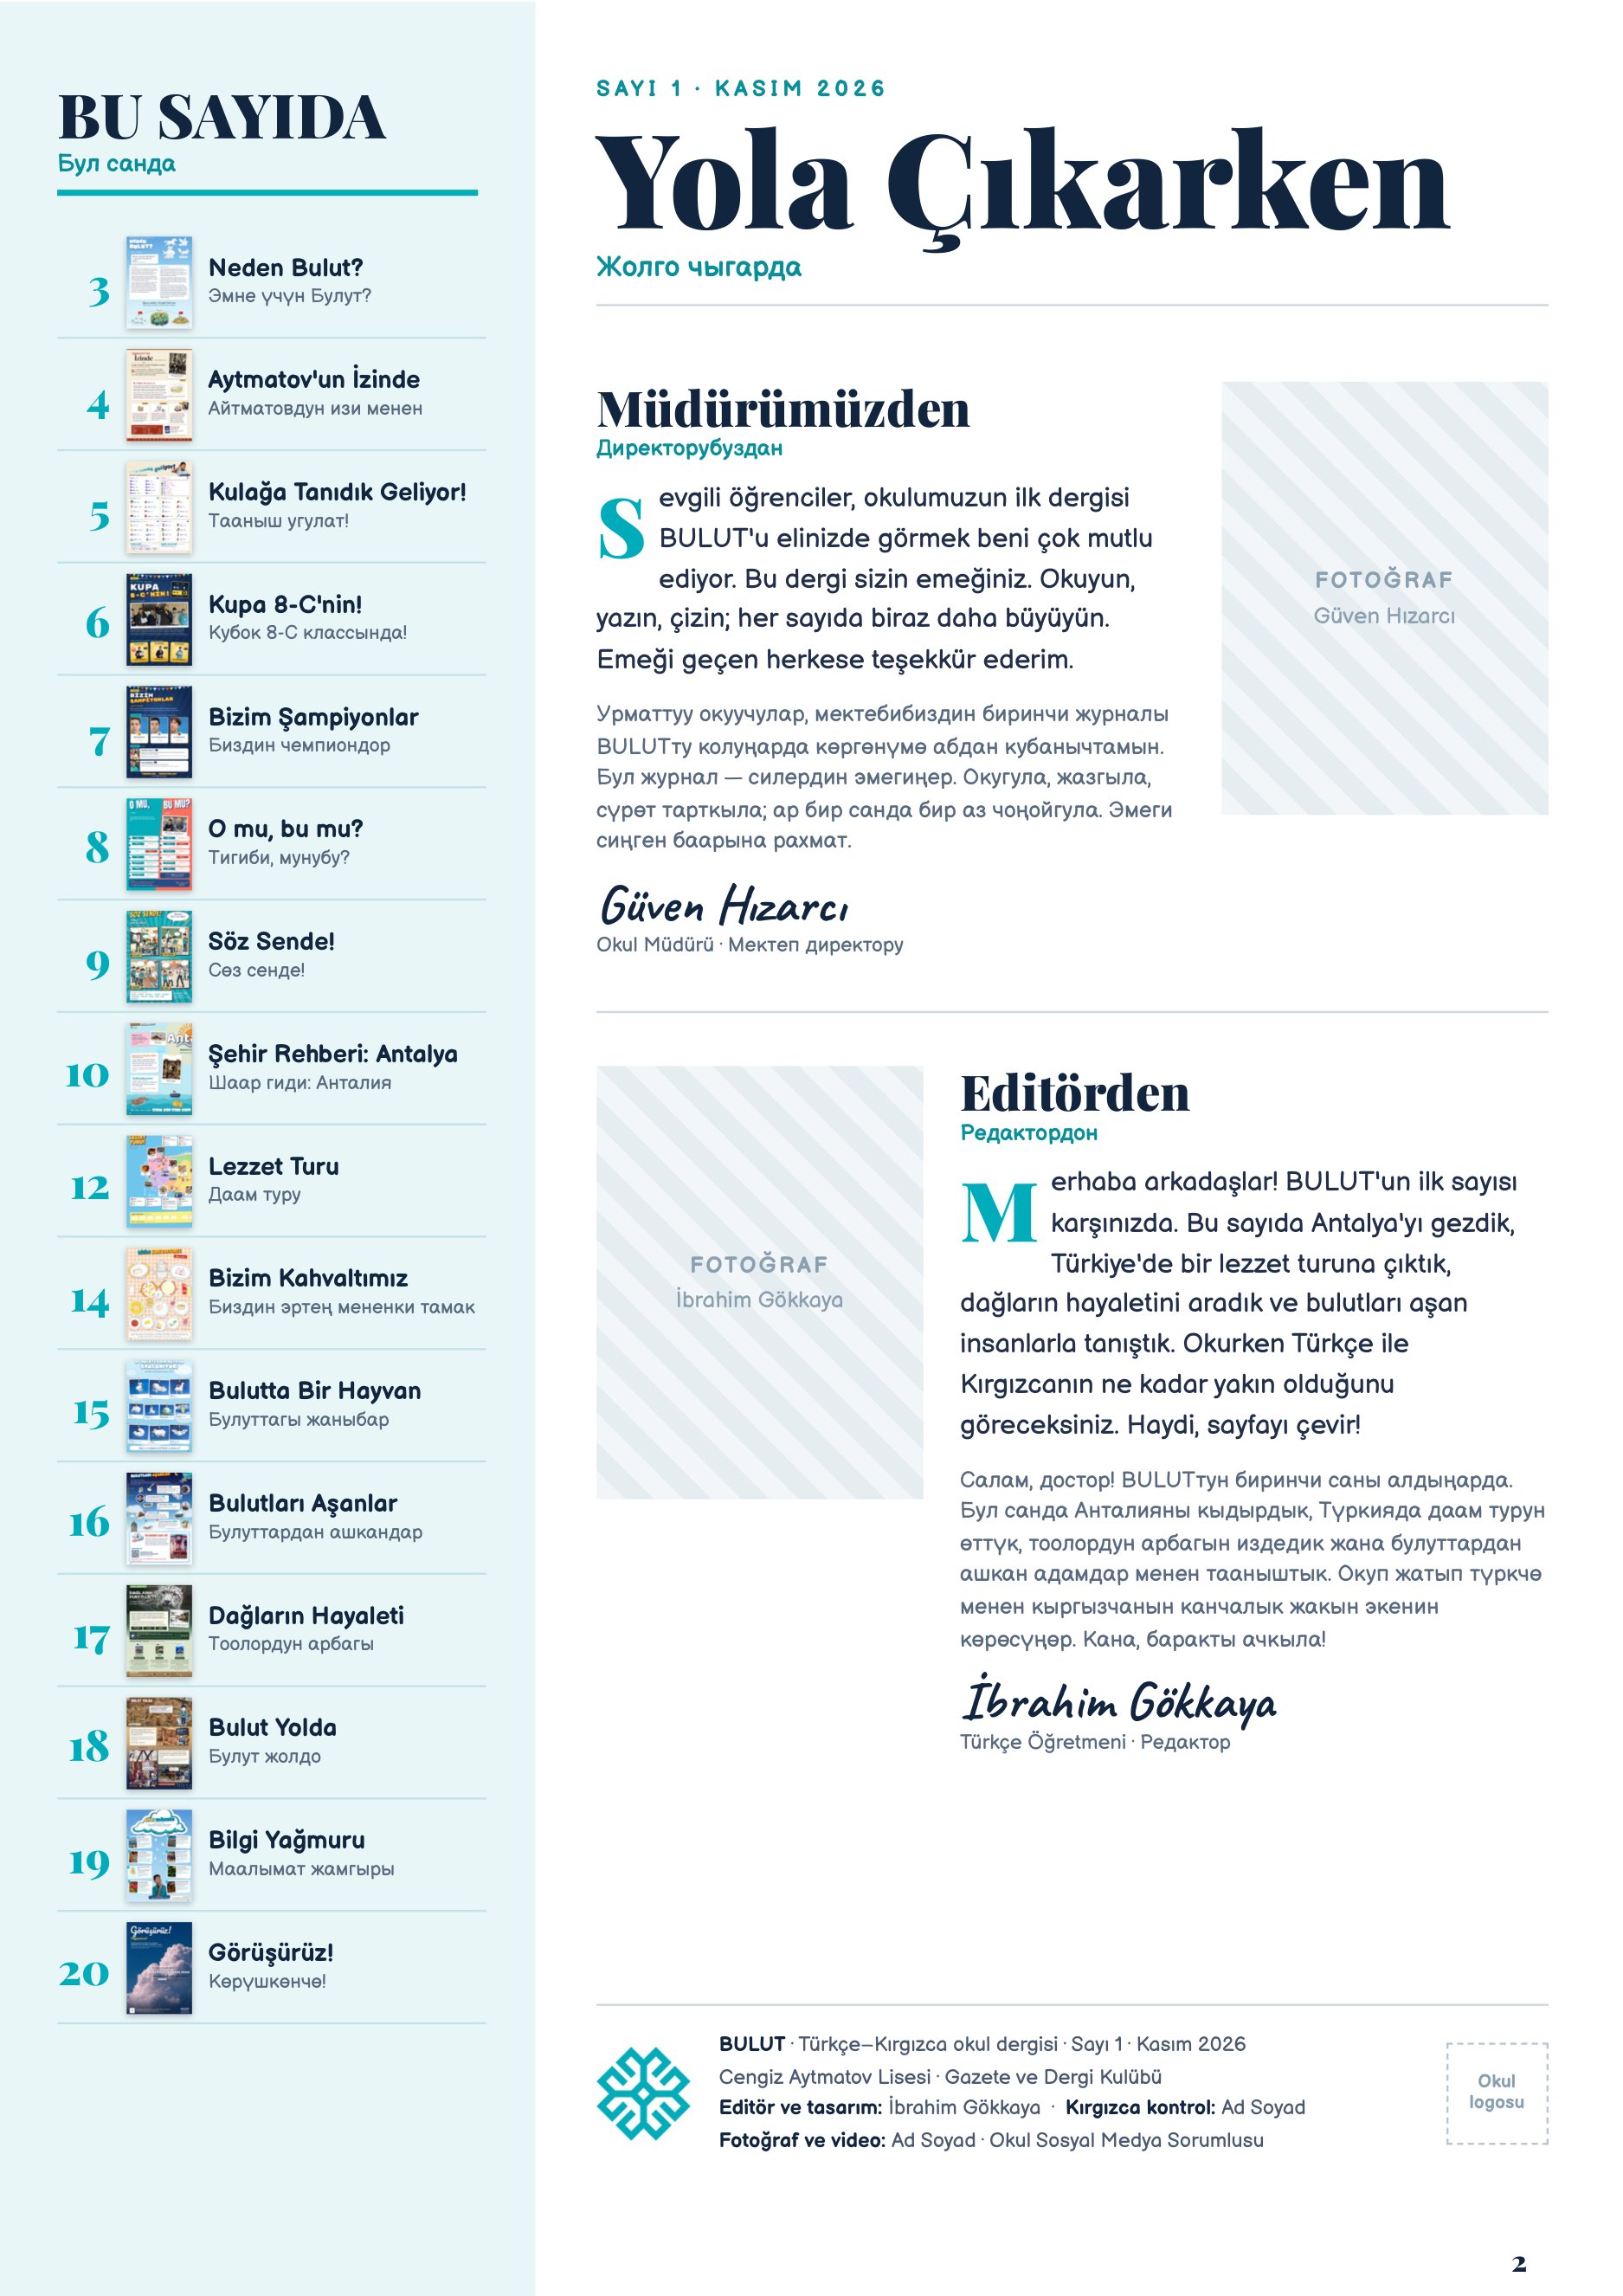 BU SAYIDA
Бул санда
3
Neden Bulut?
Эмне үчүн Булут?
4
Aytmatov'un İzinde
Айтматовдун изи менен
5
Kulağa Tanıdık Geliyor!
Тааныш угулат!
6
Kupa 8-C'nin!
Кубок 8-С классында!
7
Bizim Şampiyonlar
Биздин чемпиондор
8
O mu, bu mu?
Тигиби, мунубу?
9
Söz Sende!
Сөз сенде!
10
Şehir Rehberi: Antalya
Шаар гиди: Анталия
12
Lezzet Turu
Даам туру
14
Bizim Kahvaltımız
Биздин эртең мененки тамак
15
Bulutta Bir Hayvan
Булуттагы жаныбар
16
Bulutları Aşanlar
Булуттардан ашкандар
17
Dağların Hayaleti
Тоолордун арбагы
18
Bulut Yolda
Булут жолдо
19
Bilgi Yağmuru
Маалымат жамгыры
20
Görüşürüz!
Көрүшкөнчө!
SAYI 1 · KASIM 2026
Yola Çıkarken
Жолго чыгарда
Müdürümüzden
Директорубуздан
Sevgili öğrenciler, okulumuzun ilk dergisi
BULUT'u elinizde görmek beni çok mutlu
ediyor. Bu dergi sizin emeğiniz. Okuyun,
yazın, çizin; her sayıda biraz daha büyüyün.
Emeği geçen herkese teşekkür ederim.
Урматтуу окуучулар, мектебибиздин биринчи журналы
BULUTту колуңарда көргөнүмө абдан кубанычтамын.
Бул журнал — силердин эмегиңер. Окугула, жазгыла,
сүрөт тарткыла; ар бир санда бир аз чоңойгула. Эмеги
сиңген баарына рахмат.
Güven Hızarcı
Okul Müdürü · Мектеп директору
FOTOĞRAF
Güven Hızarcı
FOTOĞRAF
İbrahim Gökkaya
Editörden
Редактордон
Merhaba arkadaşlar! BULUT'un ilk sayısı
karşınızda. Bu sayıda Antalya'yı gezdik,
Türkiye'de bir lezzet turuna çıktık,
dağların hayaletini aradık ve bulutları aşan
insanlarla tanıştık. Okurken Türkçe ile
Kırgızcanın ne kadar yakın olduğunu
göreceksiniz. Haydi, sayfayı çevir!
Салам, достор! BULUTтун биринчи саны алдыңарда.
Бул санда Анталияны кыдырдык, Түркияда даам турун
өттүк, тоолордун арбагын издедик жана булуттардан
ашкан адамдар менен тааныштык. Окуп жатып түркчө
менен кыргызчанын канчалык жакын экенин
көрөсүңөр. Кана, баракты ачкыла!
İbrahim Gökkaya
Türkçe Öğretmeni · Редактор
BULUT · Türkçe–Kırgızca okul dergisi · Sayı 1 · Kasım 2026
Cengiz Aytmatov Lisesi · Gazete ve Dergi Kulübü
Editör ve tasarım: İbrahim Gökkaya · Kırgızca kontrol: Ad Soyad
Fotoğraf ve video: Ad Soyad · Okul Sosyal Medya Sorumlusu
Okul
logosu
2